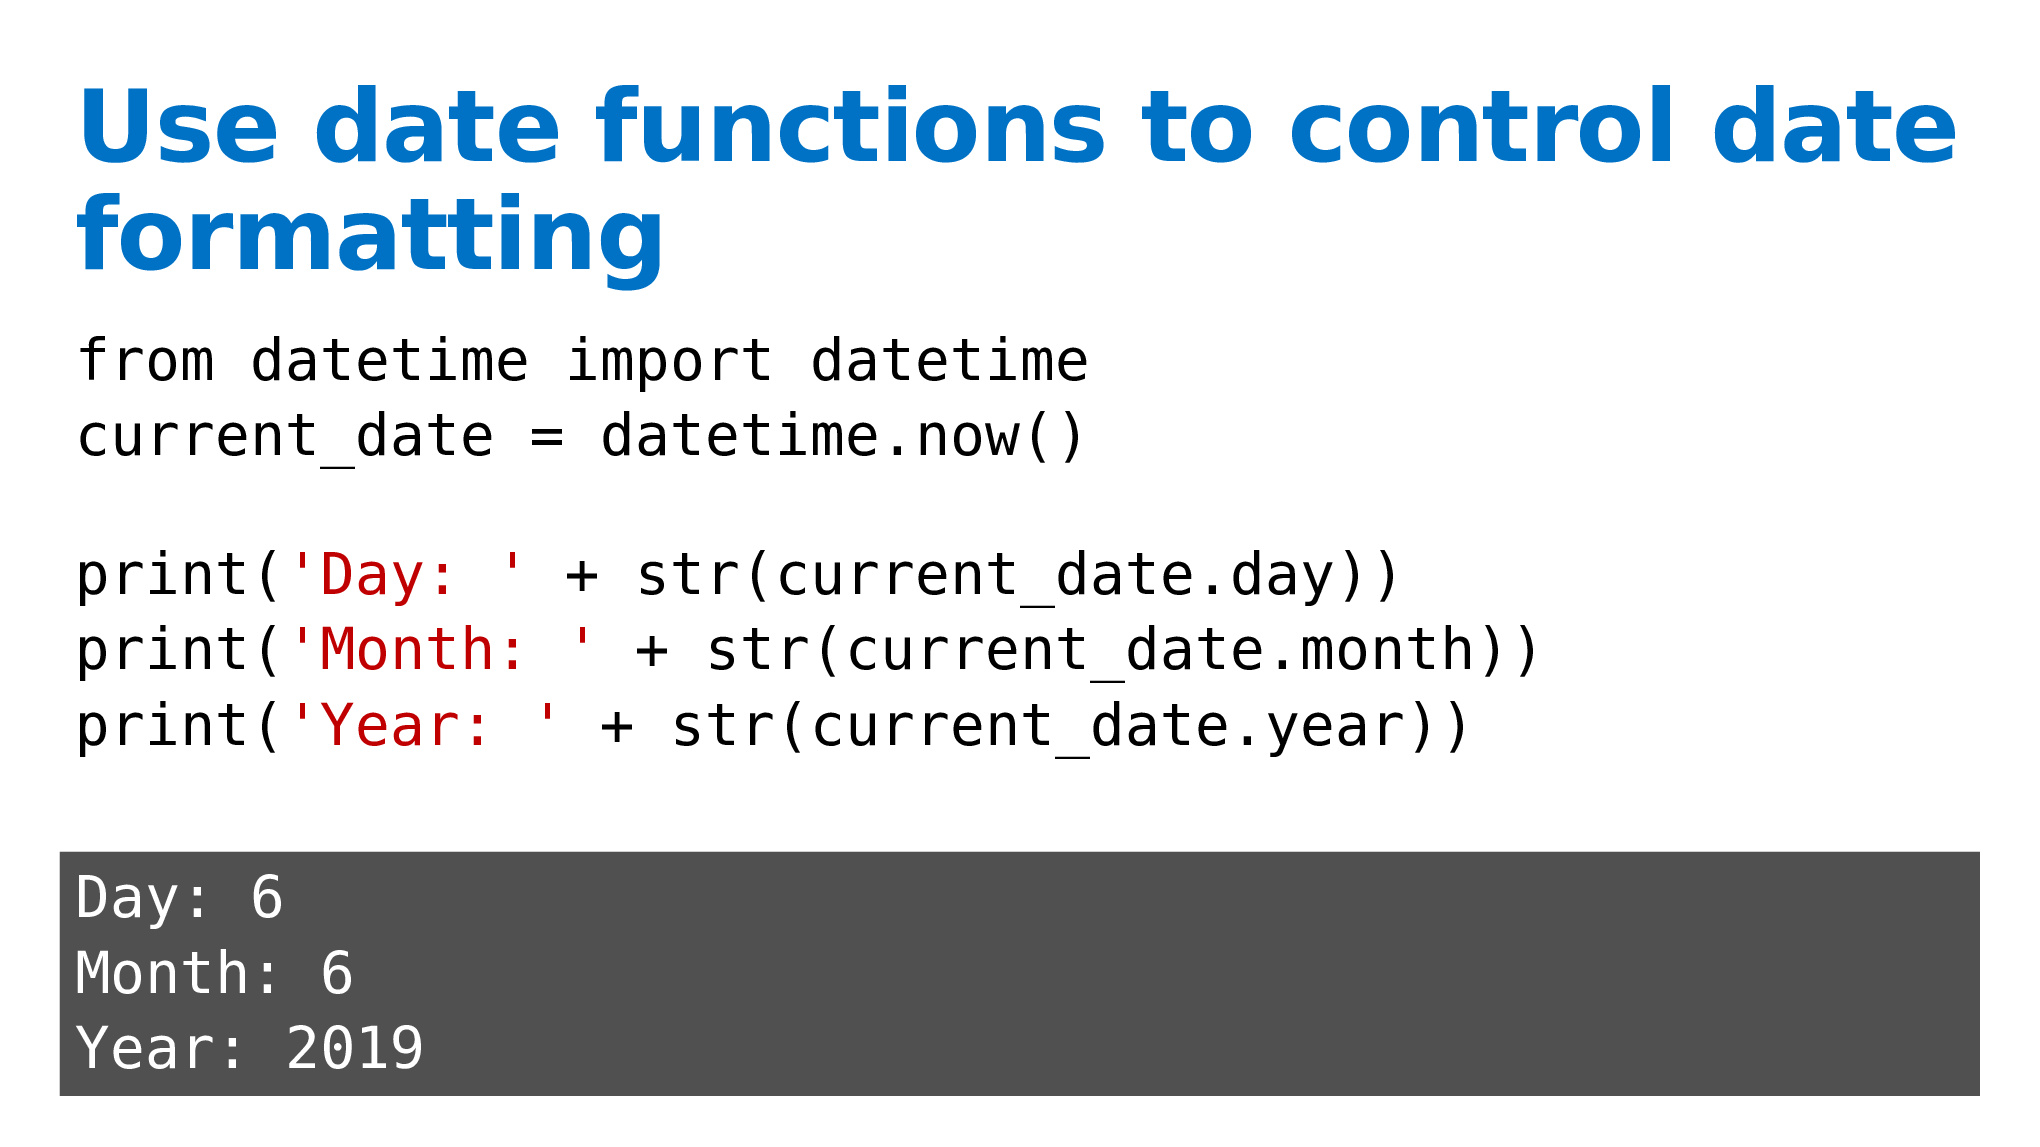 Use date functions to control date
formatting
from datetime import datetime
current_date = datetime.now()
print('Day: ' + str(current_date.day))
print('Month: ' + str(current_date.month))
print('Year: ' + str(current_date.year))
Day: 6
Month: 6
Year: 2019